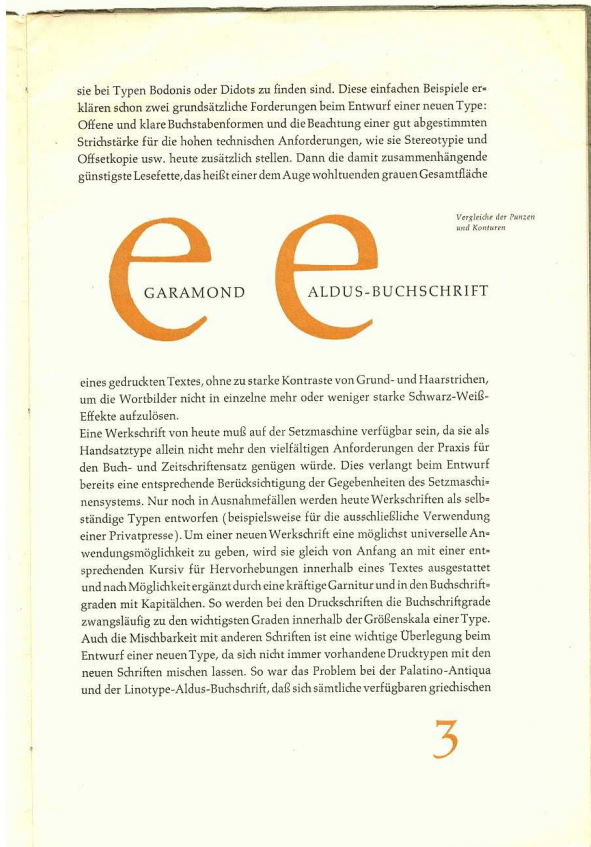 sie bei Typen Bodonis oder Didots zu finden sind. Diese einfachen Beispiele er-
klären schon zwei grundsätzliche Forderungen beim Entwurf einer neuen Type:
Offene und klare Buchstabenformen und die Beachtung einer gut abgestimmten
Strichstärke für die hohen technischen Anforderungen, wie sie Stereotypie und
Offsetkopie usw. heute zusätzlich stellen. Dann die damit zusammenhängende
günstigste Lesefette, das heißt einer dem Auge wohltuenden grauen Gesamtfläche
Vergleiche der Punzen
und Konturen
e e
GARAMOND ALDUS-BUCHSCHRIFT
eines gedruckten Textes, ohne zu starke Kontraste von Grund- und Haarstrichen,
um die Wortbilder nicht in einzelne mehr oder weniger starke Schwarz-Weiß-
Effekte aufzulösen.
Eine Werkschrift von heute muß auf der Setzmaschine verfügbar sein, da sie als
Handsatztype allein nicht mehr den vielfältigen Anforderungen der Praxis für
den Buch- und Zeitschriftensatz genügen würde. Dies verlangt beim Entwurf
bereits eine entsprechende Berücksichtigung der Gegebenheiten des Setzmaschi-
nensystems. Nur noch in Ausnahmefällen werden heute Werkschriften als selb-
ständige Typen entworfen (beispielsweise für die ausschließliche Verwendung
einer Privatpresse). Um einer neuen Werkschrift eine möglichst universelle An-
wendungsmöglichkeit zu geben, wird sie gleich von Anfang an mit einer ent-
sprechenden Kursiv für Hervorhebungen innerhalb eines Textes ausgestattet
und nach Möglichkeit ergänzt durch eine kräftige Garnitur und in den Buchschrift-
graden mit Kapitälchen. So werden bei den Druckschriften die Buchschriftgrade
zwangsläufig zu den wichtigsten Graden innerhalb der Größenskala einer Type.
Auch die Mischbarkeit mit anderen Schriften ist eine wichtige Überlegung beim
Entwurf einer neuen Type, da sich nicht immer vorhandene Drucktypen mit den
neuen Schriften mischen lassen. So war das Problem bei der Palatino-Antiqua
und der Linotype-Aldus-Buchschrift, daß sich sämtliche verfügbaren griechischen
3